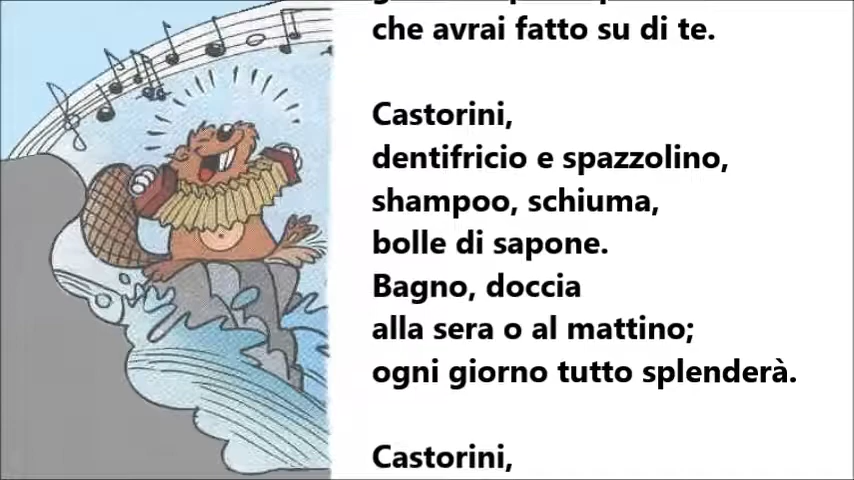 che avrai fatto su di te.
Castorini,
dentifricio e spazzolino,
shampoo, schiuma,
bolle di sapone.
Bagno, doccia
alla sera o al mattino;
ogni giorno tutto splenderà.
Castorini,